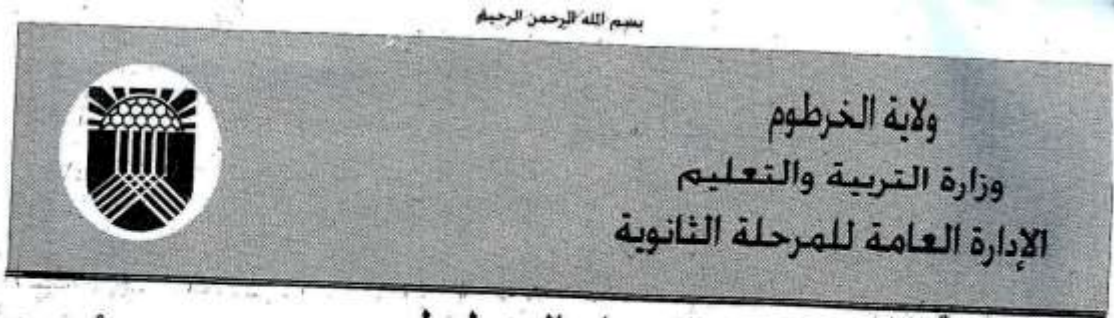 بسم الله الرحمن الرحيم
ولاية الخرطوم
وزارة التربية والتعليم
الإدارة العامة للمرحلة الثانوية